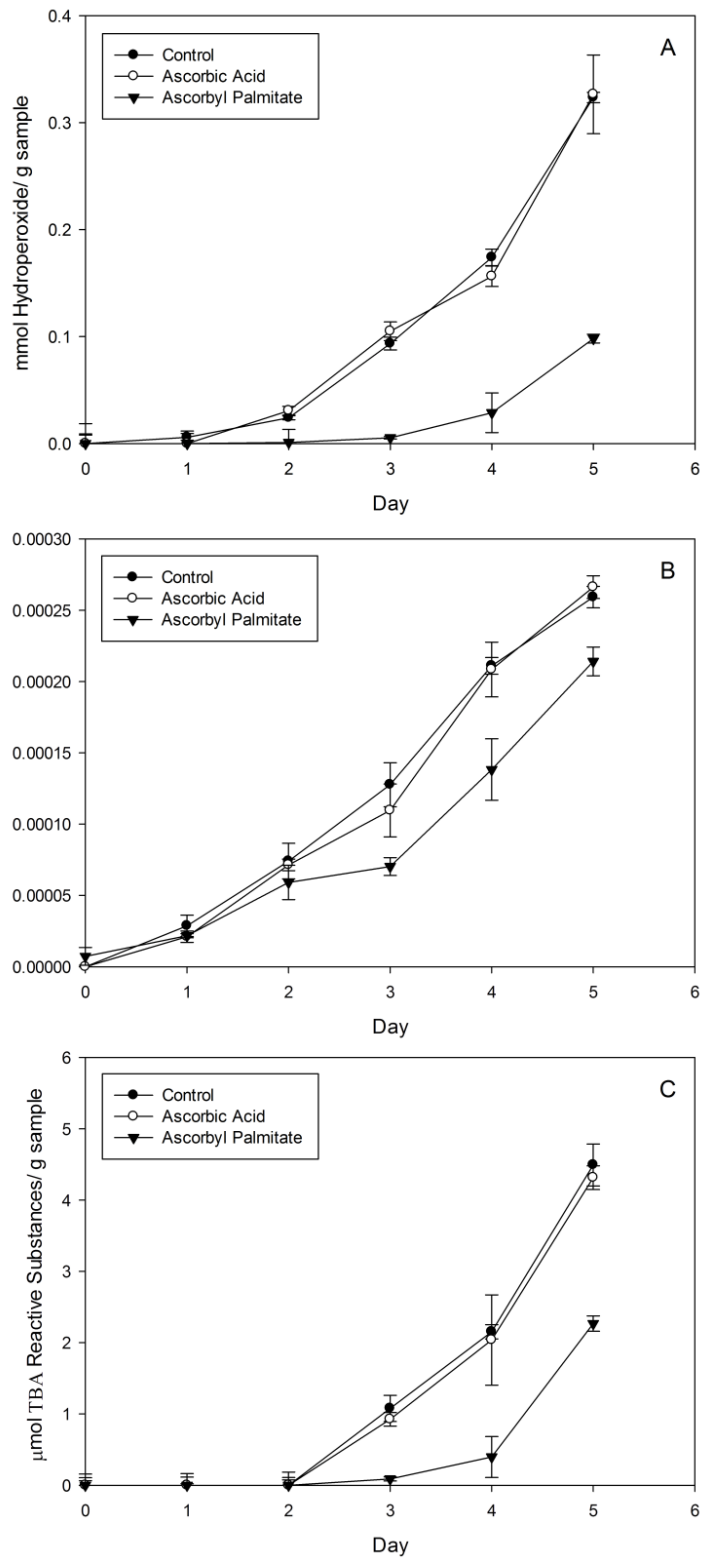 0.4
A
Control
Ascorbic Acid
Ascorbyl Palmitate
0.3
0.2
0.1
0.0
mmol Hydroperoxide/ g sample
0 1 2 3 4 5 6
Day
0.00030
B
Control
Ascorbic Acid
Ascorbyl Palmitate
0.00025
0.00020
0.00015
0.00010
0.00005
0.00000
0 1 2 3 4 5 6
Day
6
C
Control
Ascorbic Acid
Ascorbyl Palmitate
5
4
3
2
1
0
μmol TBA Reactive Substances/ g sample
0 1 2 3 4 5 6
Day